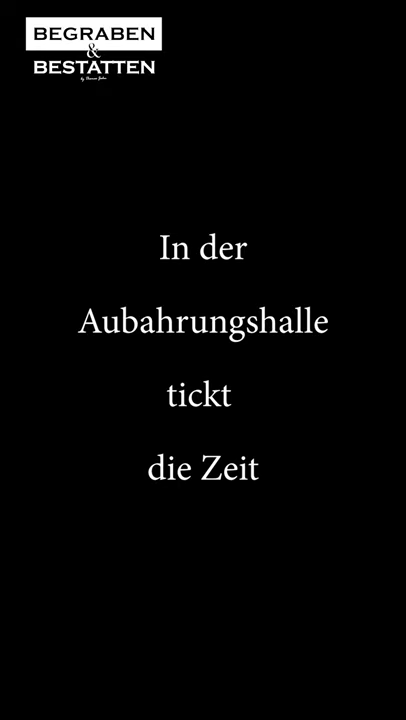 BEGRABEN
&
BESTATTEN
In der
Aubahrungshalle
tickt
die Zeit